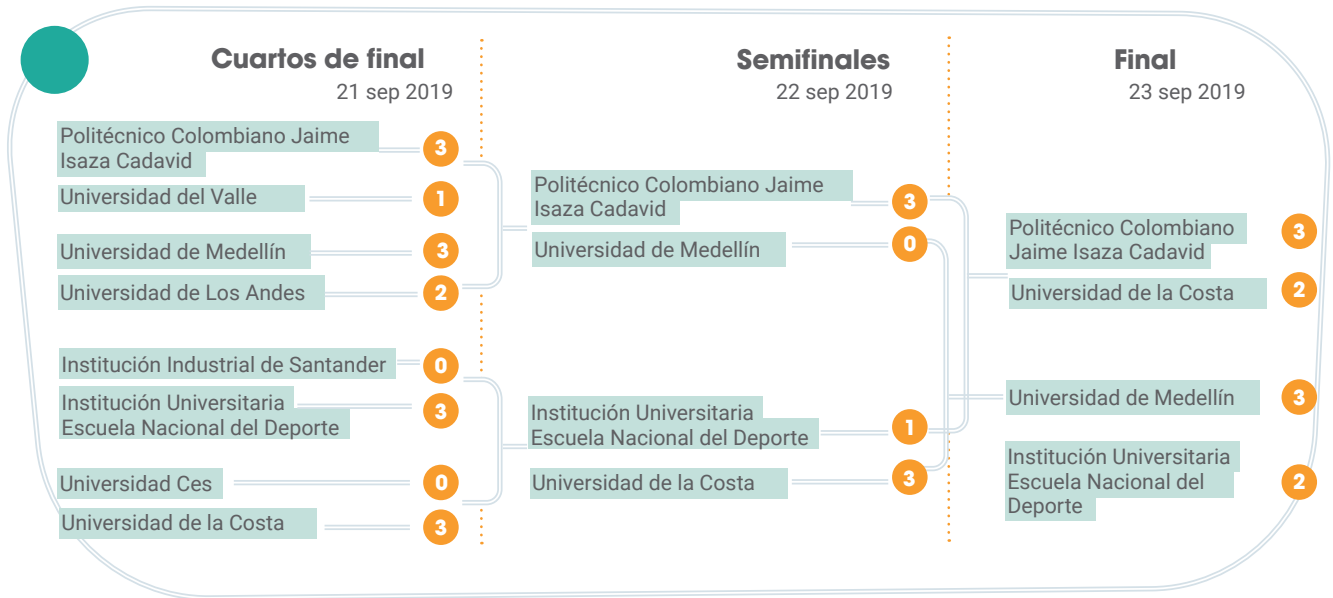 Cuartos de final
21 sep 2019
Politécnico Colombiano Jaime
Isaza Cadavid
3
Universidad del Valle
1
Universidad de Medellín
3
Universidad de Los Andes
2
Institución Industrial de Santander
0
Institución Universitaria
Escuela Nacional del Deporte
3
Universidad Ces
0
Universidad de la Costa
3
Semifinales
22 sep 2019
Politécnico Colombiano Jaime
Isaza Cadavid
3
Universidad de Medellín
0
Institución Universitaria
Escuela Nacional del Deporte
1
Universidad de la Costa
3
Final
23 sep 2019
Politécnico Colombiano
Jaime Isaza Cadavid
3
Universidad de la Costa
2
Universidad de Medellín
3
Institución Universitaria
Escuela Nacional del
Deporte
2